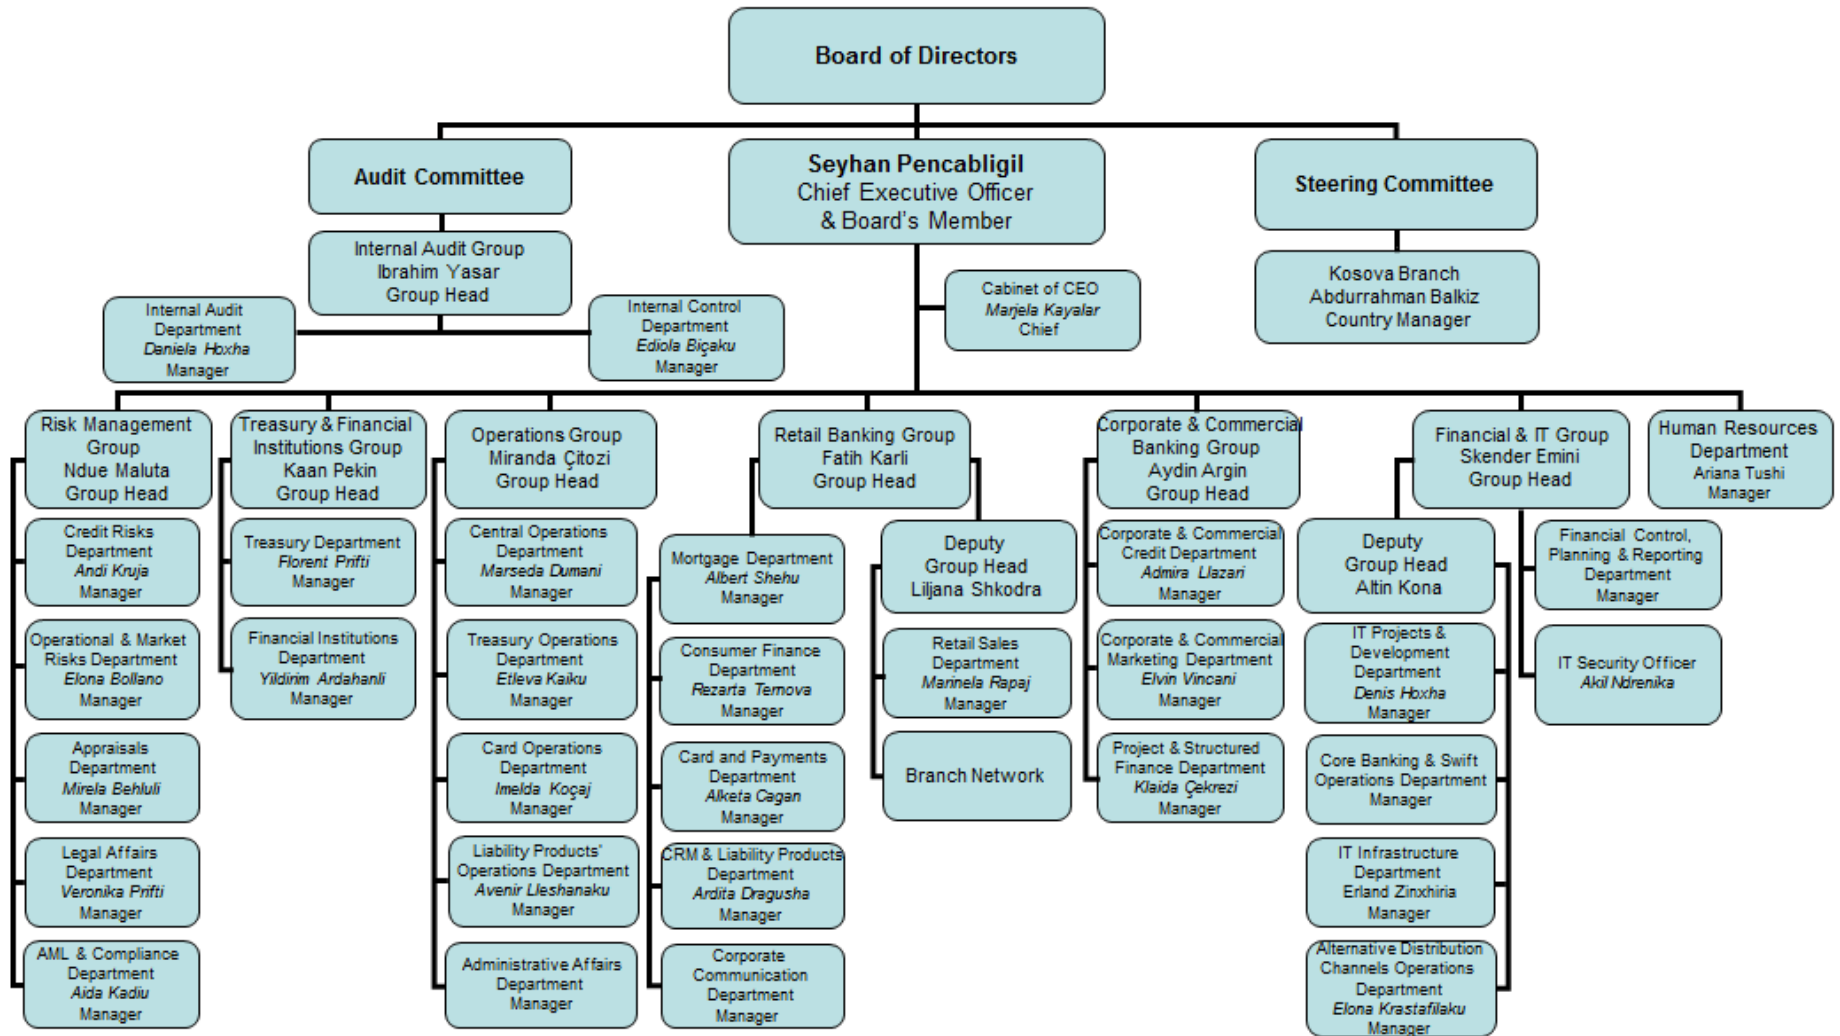 Board of Directors
Audit Committee
Seyhan Pencabligil
Chief Executive Officer
& Board's Member
Steering Committee
Internal Audit Group
Ibrahim Yasar
Group Head
Kosova Branch
Abdurrahman Balkiz
Country Manager
Cabinet of CEO
Marjela Kayalar
Chief
Internal Audit
Department
Daniela Hoxha
Manager
Internal Control
Department
Ediola Biçaku
Manager
Risk Management
Group
Ndue Maluta
Group Head
Treasury & Financial
Institutions Group
Kaan Pekin
Group Head
Operations Group
Miranda Çitozi
Group Head
Retail Banking Group
Fatih Karli
Group Head
Corporate & Commercial
Banking Group
Aydin Argin
Group Head
Financial & IT Group
Skender Emini
Group Head
Human Resources
Department
Ariana Tushi
Manager
Credit Risks
Department
Andi Kruja
Manager
Operational & Market
Risks Department
Elona Bollano
Manager
Appraisals
Department
Mirela Behluli
Manager
Legal Affairs
Department
Veronika Prifti
Manager
AML & Compliance
Department
Aida Kadiu
Manager
Treasury Department
Florent Prifti
Manager
Financial Institutions
Department
Yildirim Ardahanli
Manager
Central Operations
Department
Marseda Dumani
Manager
Treasury Operations
Department
Etleva Kaiku
Manager
Card Operations
Department
Imelda Koçaj
Manager
Liability Products'
Operations Department
Avenir Lleshanaku
Manager
Administrative Affairs
Department
Manager
Mortgage Department
Albert Shehu
Manager
Consumer Finance
Department
Rezarta Ternova
Manager
Card and Payments
Department
Alketa Cagan
Manager
CRM & Liability Products
Department
Ardita Dragusha
Manager
Corporate
Communication
Department
Manager
Deputy
Group Head
Liljana Shkodra
Retail Sales
Department
Marinela Rapaj
Manager
Branch Network
Corporate & Commercial
Credit Department
Admira Llazari
Manager
Corporate & Commercial
Marketing Department
Elvin Vincani
Manager
Project & Structured
Finance Department
Klaida Çekrezi
Manager
Deputy
Group Head
Altin Kona
IT Projects &
Development
Department
Denis Hoxha
Manager
Core Banking & Swift
Operations Department
Manager
IT Infrastructure
Department
Erland Zinxhiria
Manager
Alternative Distribution
Channels Operations
Department
Elona Krastafilaku
Manager
Financial Control,
Planning & Reporting
Department
Manager
IT Security Officer
Akil Ndrenika